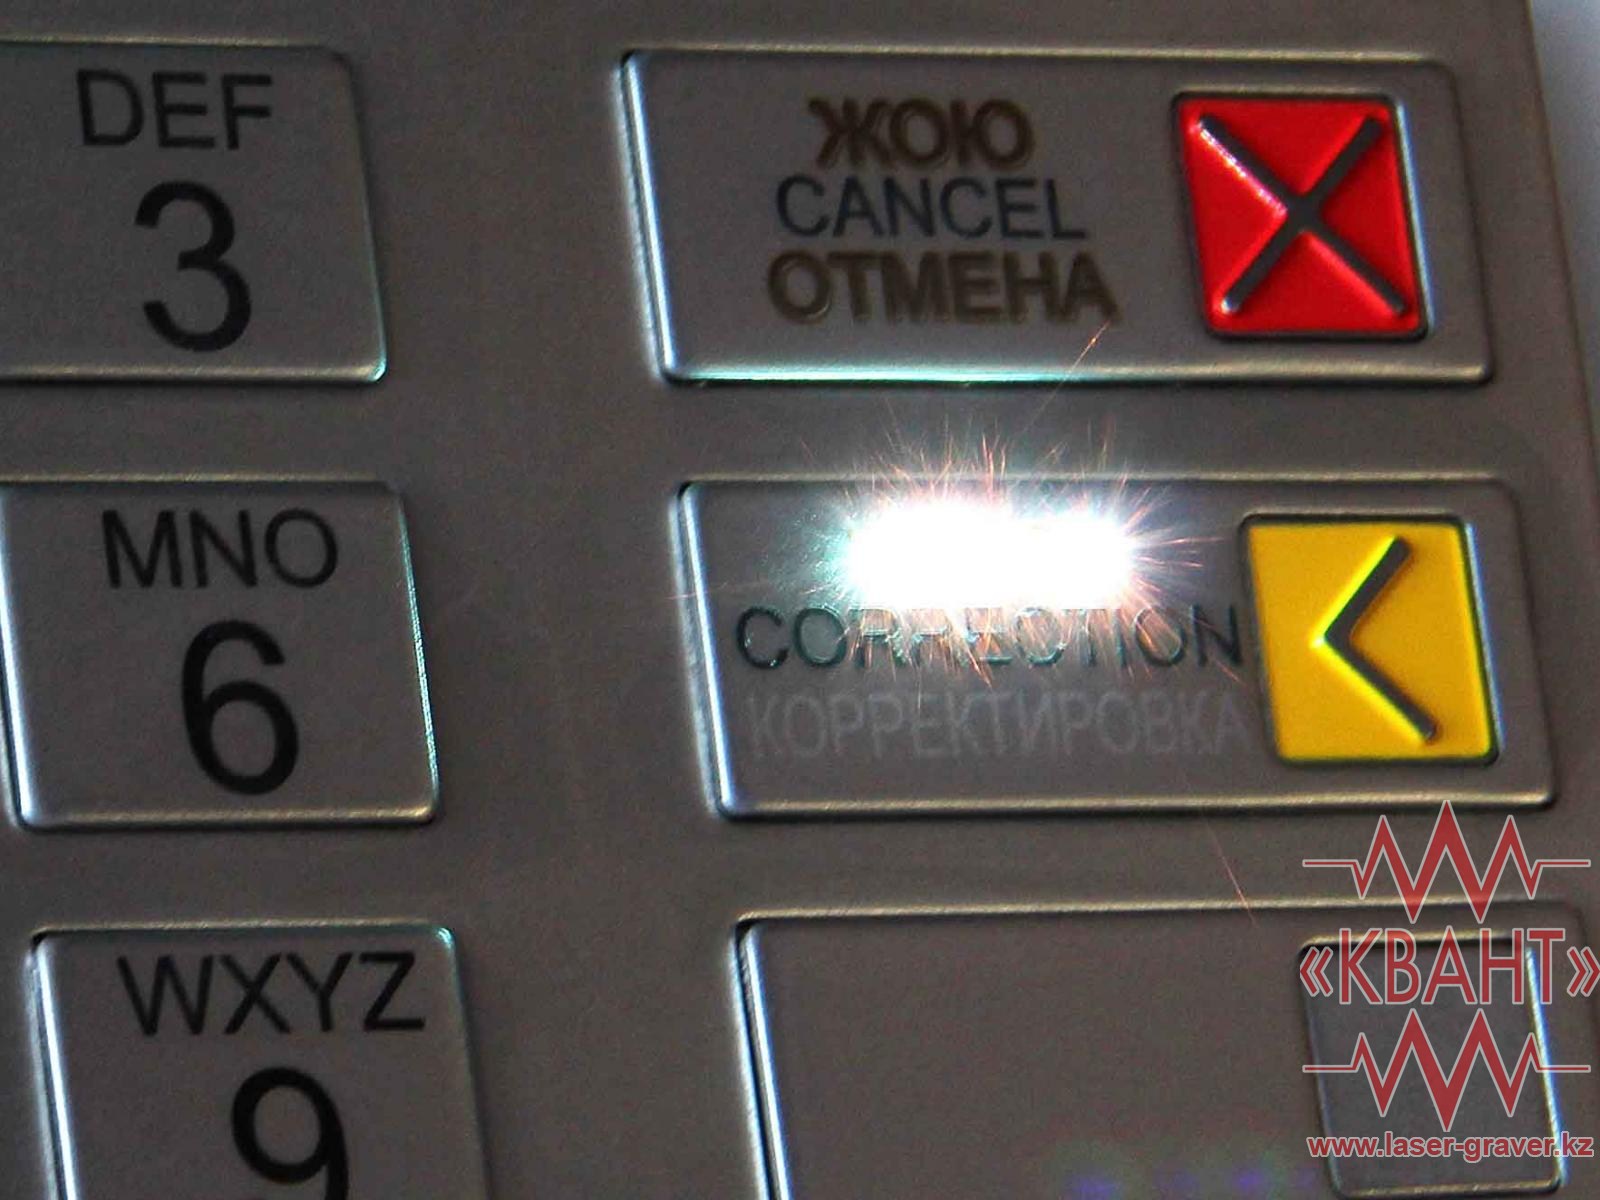 DEF
3
ЖОЮ
CANCEL
ОТМЕНА
MNO
6
CORRECTION
КОРРЕКТИРОВКА
WXYZ
9
«КВАНТ»
www.laser-graver.kz